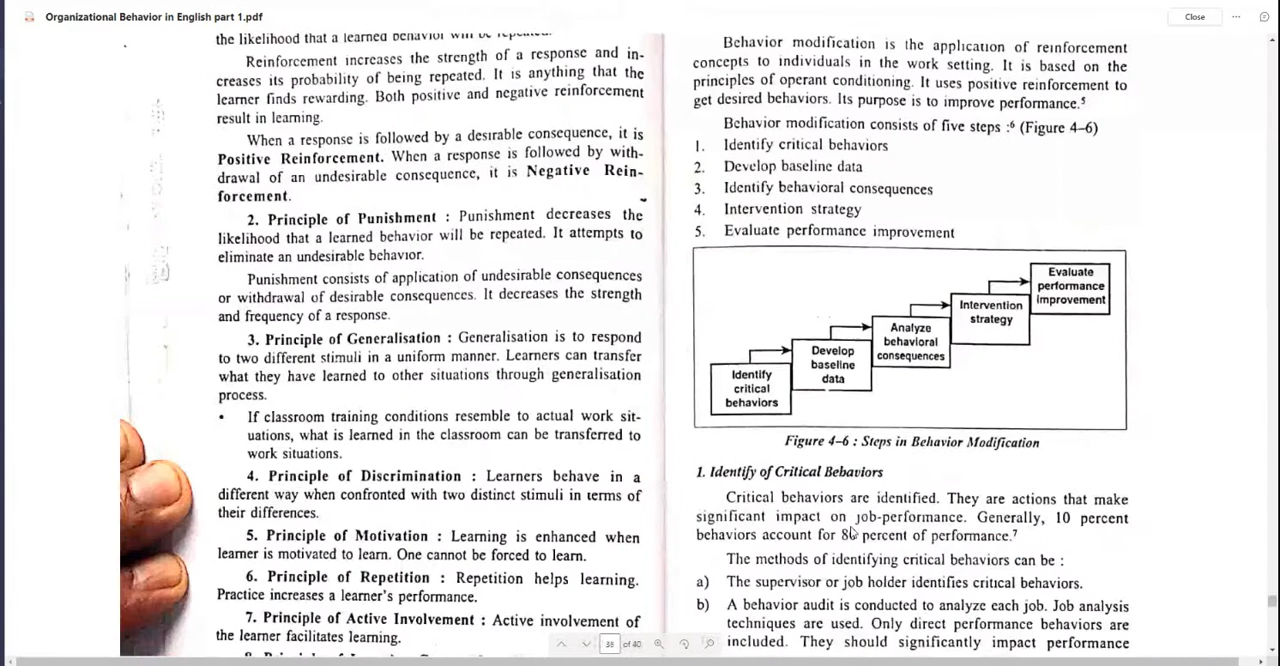 Organizational Behavior in English part 1.pdf
Close
the likelihood that a learned behavior will be repeated.
Reinforcement increases the strength of a response and in-
creases its probability of being repeated. It is anything that the
learner finds rewarding. Both positive and negative reinforcement
result in learning.
When a response is followed by a desirable consequence, it is
Positive Reinforcement. When a response is followed by with-
drawal of an undesirable consequence, it is Negative Rein-
forcement.
2. Principle of Punishment : Punishment decreases the
likelihood that a learned behavior will be repeated. It attempts to
eliminate an undesirable behavior.
Punishment consists of application of undesirable consequences
or withdrawal of desirable consequences. It decreases the strength
and frequency of a response.
3. Principle of Generalisation : Generalisation is to respond
to two different stimuli in a uniform manner. Learners can transfer
what they have learned to other situations through generalisation
process.
• If classroom training conditions resemble to actual work sit-
uations, what is learned in the classroom can be transferred to
work situations.
4. Principle of Discrimination : Learners behave in a
different way when confronted with two distinct stimuli in terms of
their differences.
5. Principle of Motivation : Learning is enhanced when
learner is motivated to learn. One cannot be forced to learn.
6. Principle of Repetition : Repetition helps learning.
Practice increases a learner's performance.
7. Principle of Active Involvement : Active involvement of
the learner facilitates learning.
Behavior modification is the application of reinforcement
concepts to individuals in the work setting. It is based on the
principles of operant conditioning. It uses positive reinforcement to
get desired behaviors. Its purpose is to improve performance.⁵
Behavior modification consists of five steps :⁶ (Figure 4–6)
1. Identify critical behaviors
2. Develop baseline data
3. Identify behavioral consequences
4. Intervention strategy
5. Evaluate performance improvement
Evaluate
performance
improvement
Intervention
strategy
Analyze
behavioral
consequences
Develop
baseline
data
Identify
critical
behaviors
Figure 4–6 : Steps in Behavior Modification
1. Identify of Critical Behaviors
Critical behaviors are identified. They are actions that make
significant impact on job-performance. Generally, 10 percent
behaviors account for percent of performance.⁷
The methods of identifying critical behaviors can be :
a) The supervisor or job holder identifies critical behaviors.
b) A behavior audit is conducted to analyze each job. Job analysis
techniques are used. Only direct performance behaviors are
included. They should significantly impact performance
38 of 40